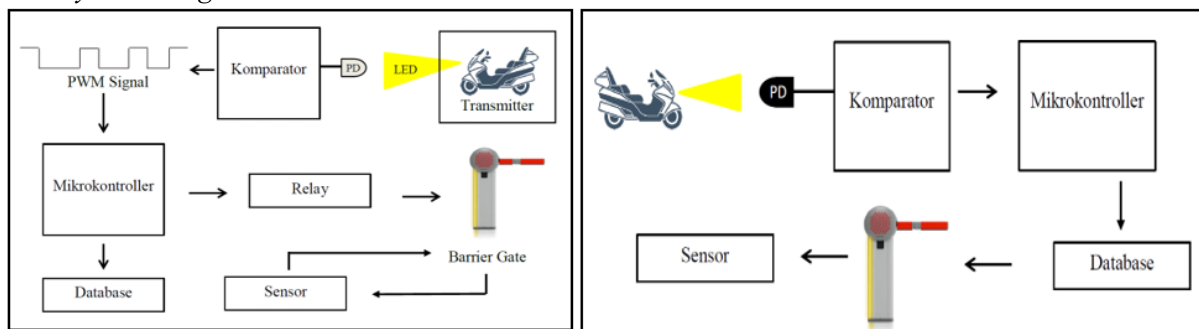 PWM Signal
Komparator
PD
LED
Transmitter
Mikrokontroller
Relay
Barrier Gate
Database
Sensor
PD
Komparator
Mikrokontroller
Sensor
Database